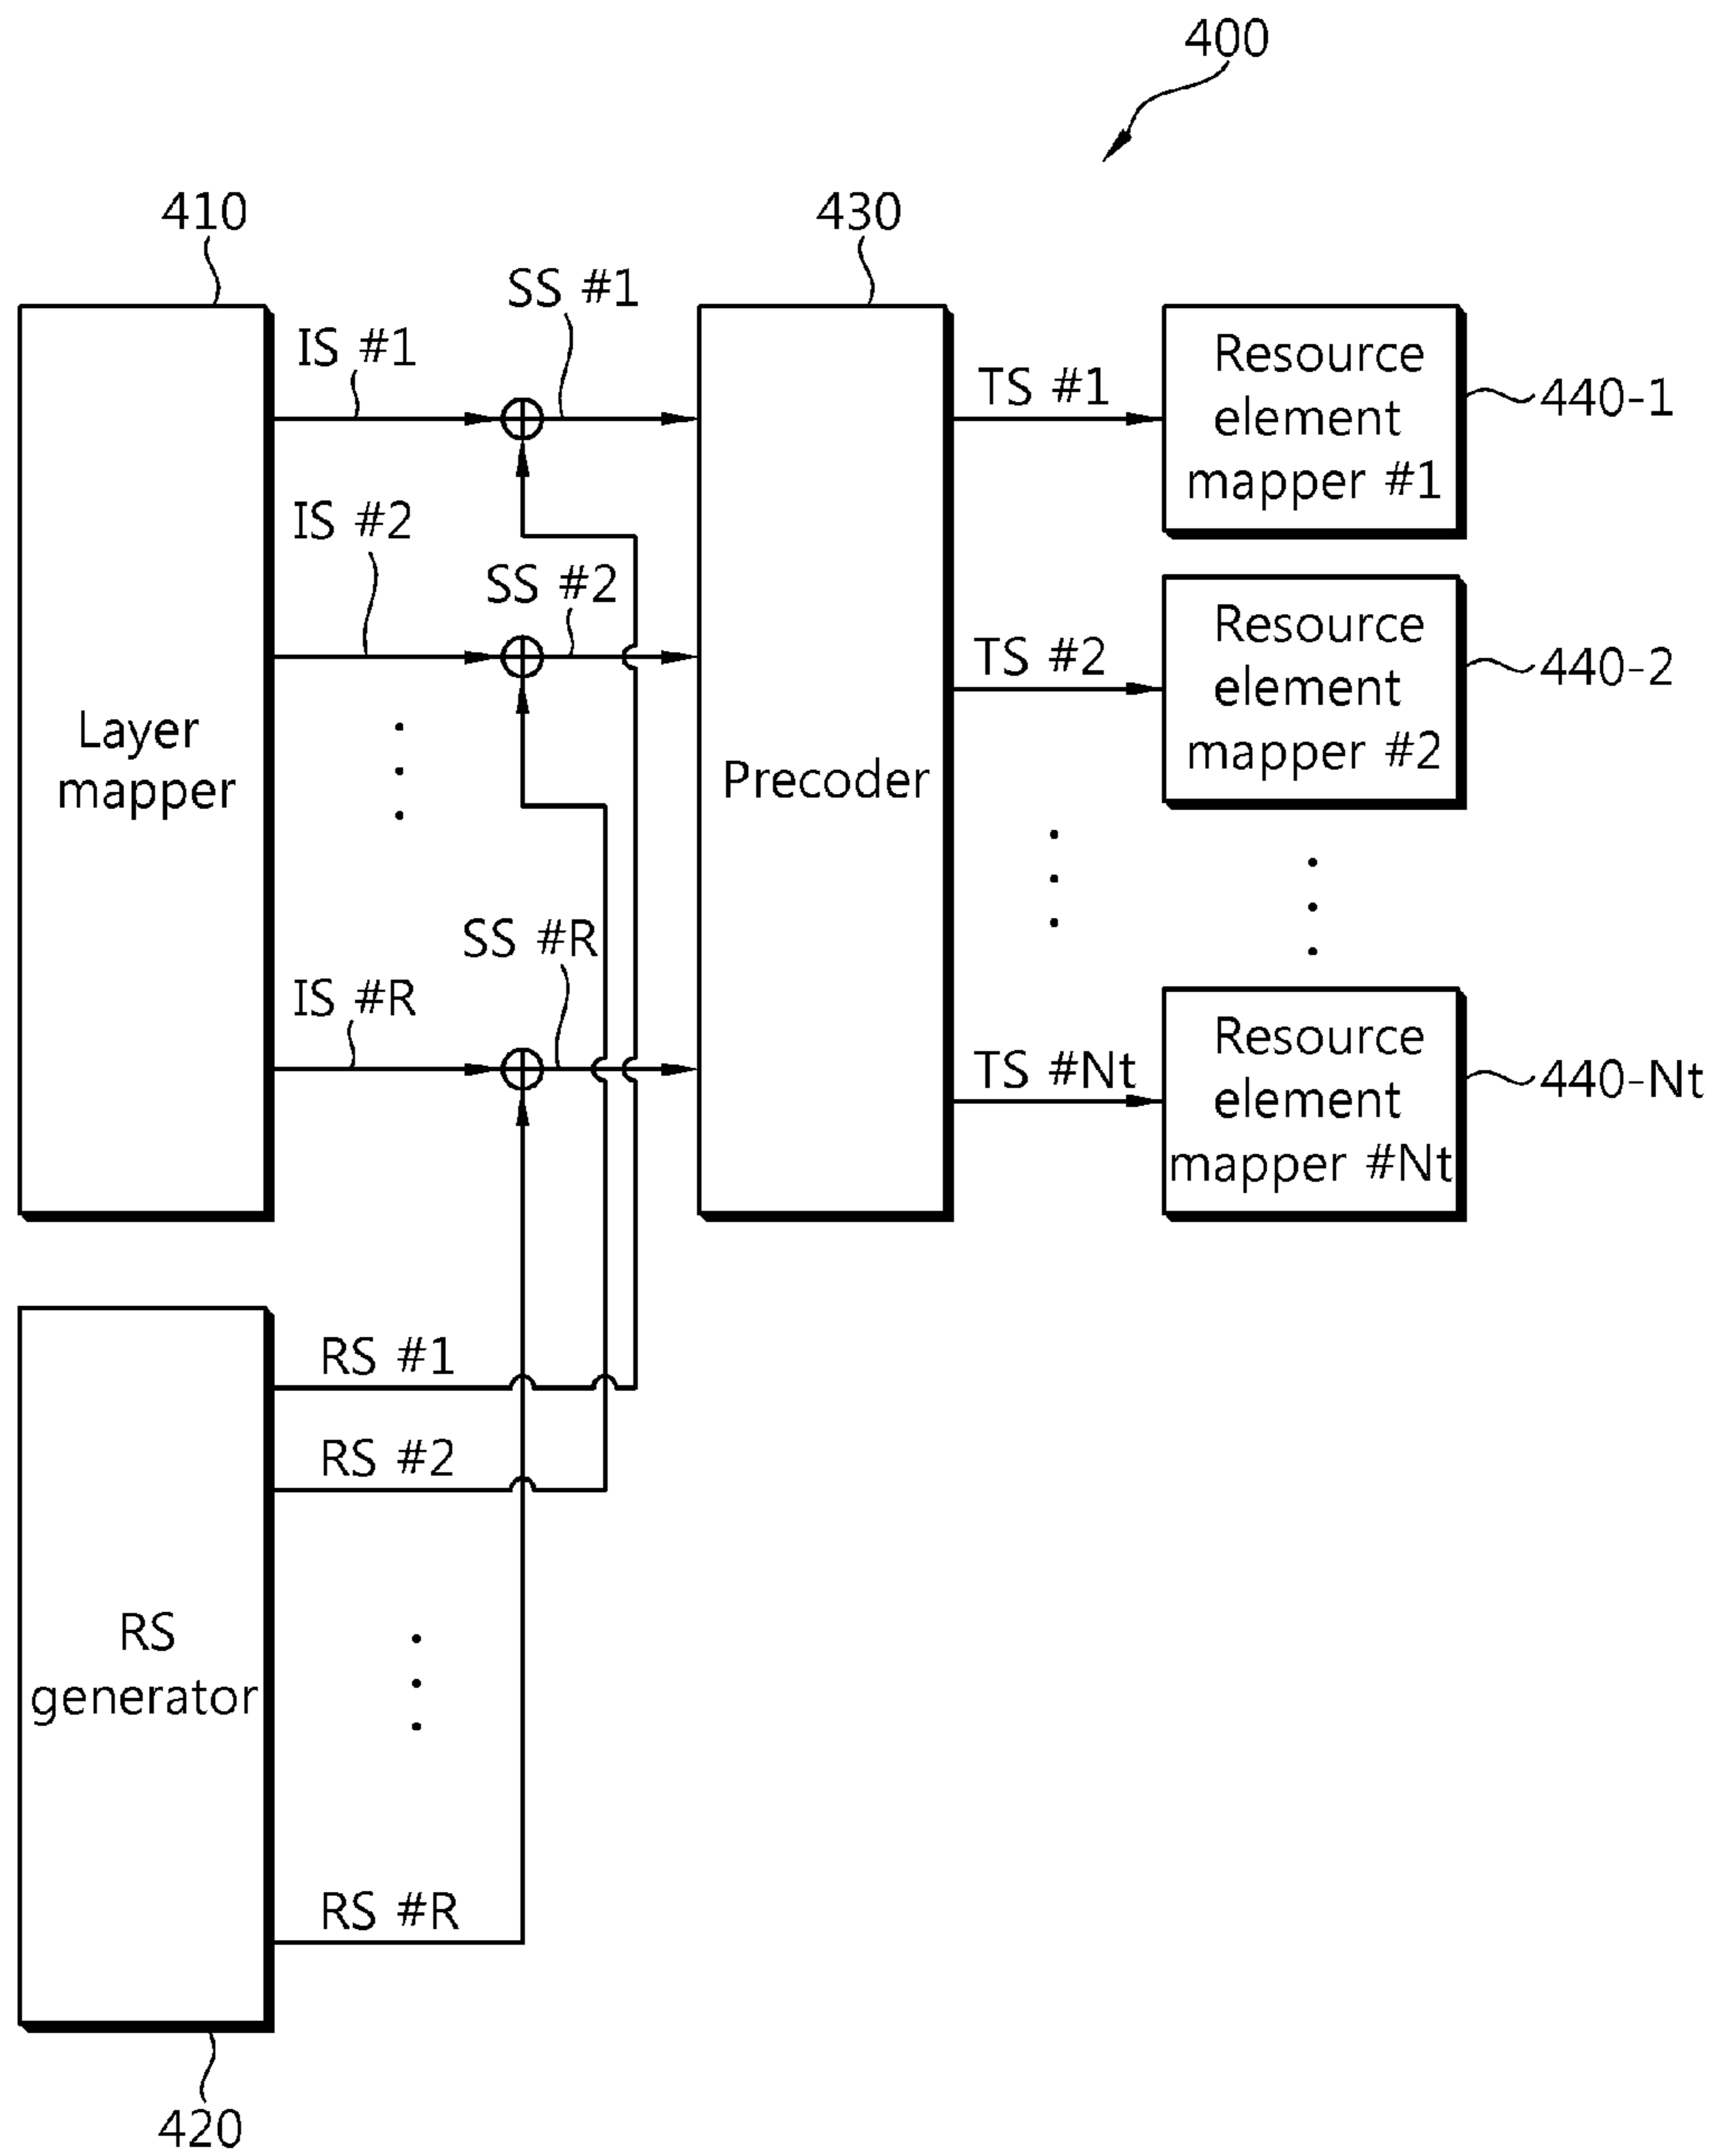 400
410
430
SS #1
IS #1
Resource
element
mapper #1
TS #1
440-1
IS #2
SS #2
Resource
element
mapper #2
TS #2
440-2
Layer
mapper
Precoder
SS #R
IS #R
Resource
element
mapper #Nt
TS #Nt
440-Nt
RS #1
RS #2
RS
generator
RS #R
420